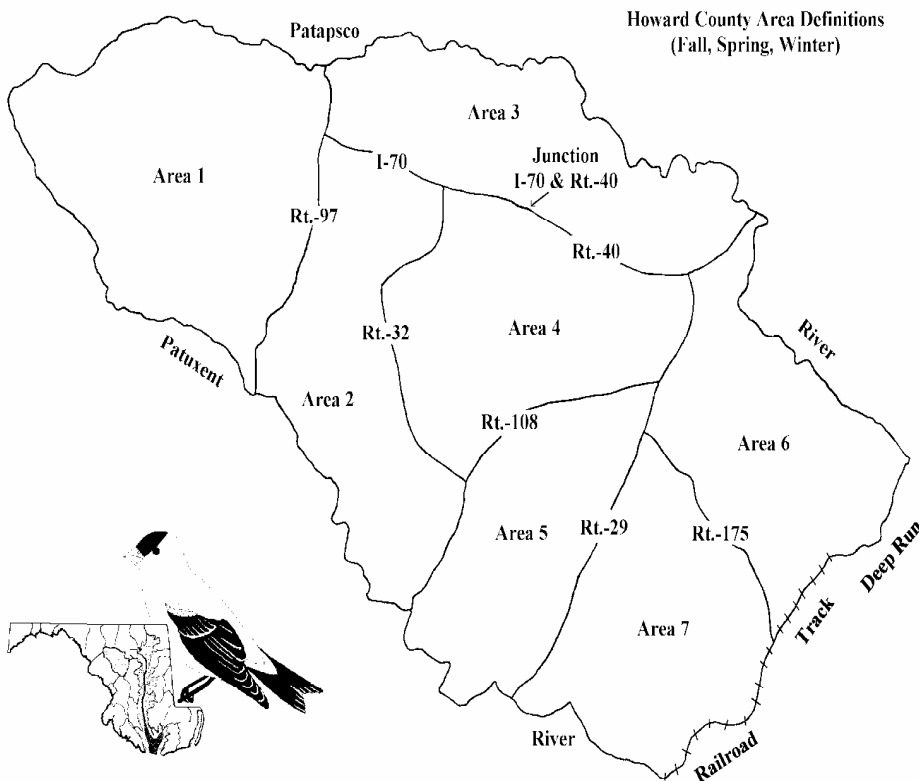 Howard County Area Definitions
(Fall, Spring, Winter)
Patapsco
Area 3
Junction
I-70 & Rt.-40
I-70
Area 1
Rt.-97
Rt.-40
Area 4
Rt.-32
River
Patuxent
Area 2
Rt.-108
Area 6
Area 5
Rt.-29
Rt.-175
Deep Run
Track
Area 7
River
Railroad